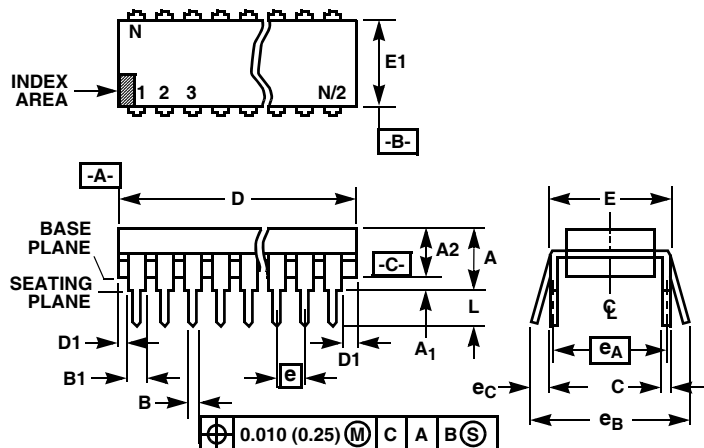 N
E1
INDEX
AREA
1 2 3 N/2
-B-
-A-
D
E
BASE
PLANE
A2
A
-C-
SEATING
PLANE
L
D1
e
D1
A1
eA
B1
eC
C
B
eB
0.010 (0.25) Ⓜ C A B Ⓢ